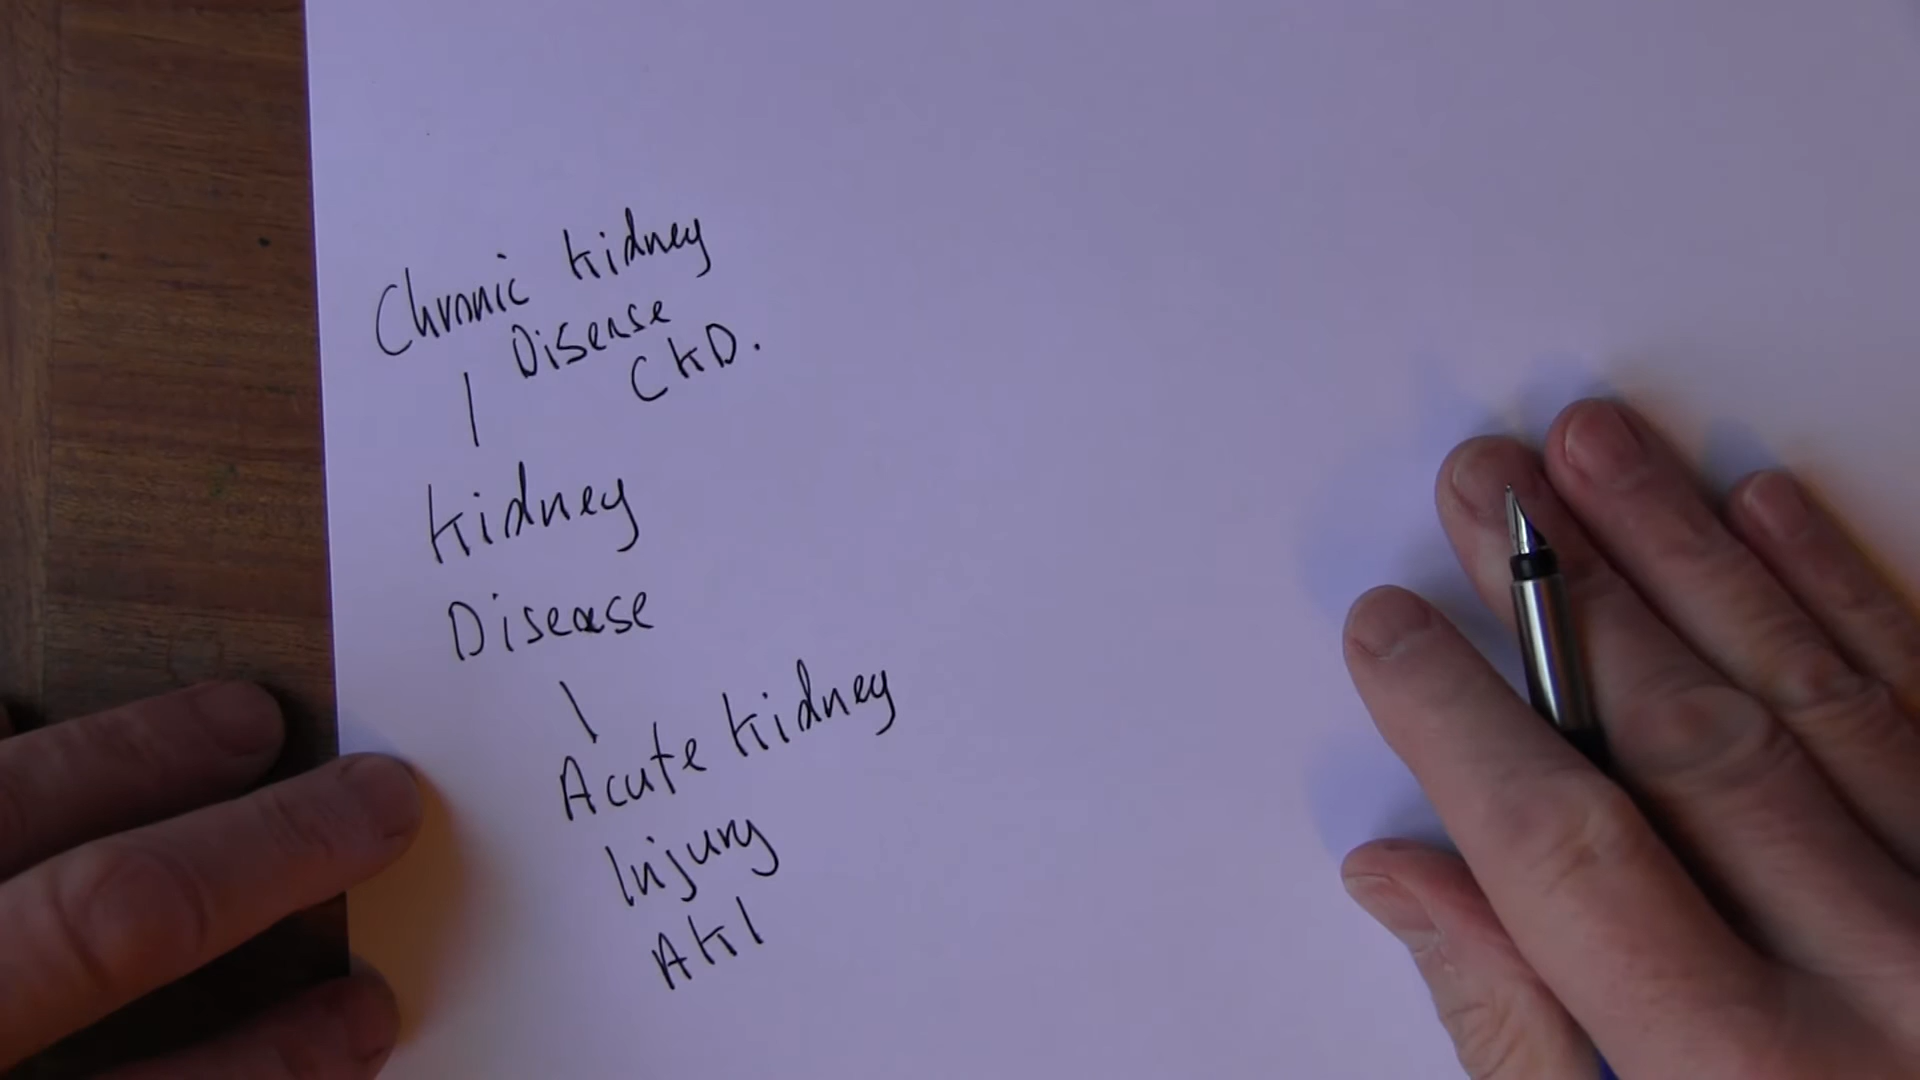 Chronic Kidney
Disease
CKD.
Kidney
Disease
Acute Kidney
Injury
AKI